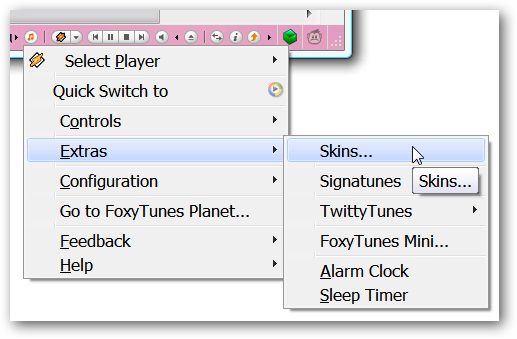 Select Player
Quick Switch to
Controls
Extras
Configuration
Go to FoxyTunes Planet...
Feedback
Help
Skins...
Signatunes
Skins...
TwittyTunes
FoxyTunes Mini...
Alarm Clock
Sleep Timer